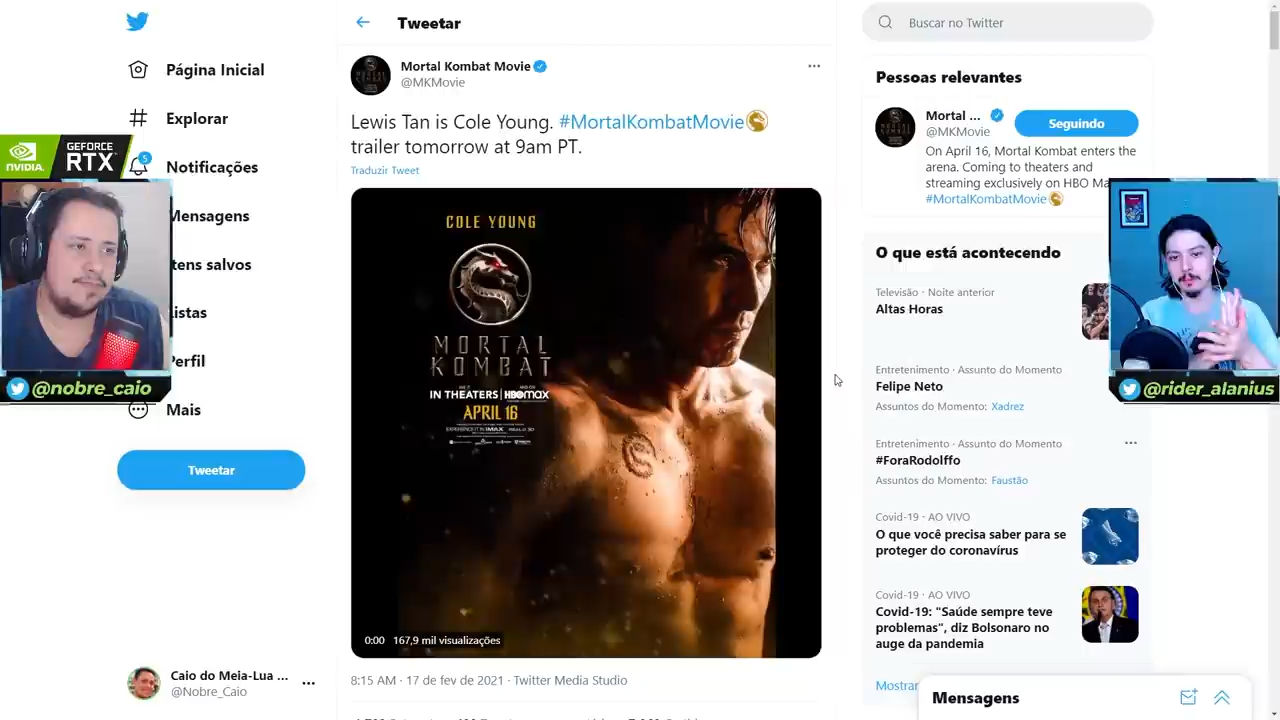 Tweetar
Buscar no Twitter
Página Inicial
Explorar
Notificações
5
Mensagens
tens salvos
Listas
Perfil
Mais
Tweetar
Caio do Meia-Lua ...
@Nobre_Caio
NVIDIA.
GEFORCE
RTX
@nobre_caio
Mortal Kombat Movie
@MKMovie
Lewis Tan is Cole Young. #MortalKombatMovie
trailer tomorrow at 9am PT.
Traduzir Tweet
COLE YOUNG
MORTAL
KOMBAT
IN THEATERS | HBOMAX
APRIL 16
EXPERIENCE IT IN IMAX
0:00 167,9 mil visualizações
8:15 AM · 17 de fev de 2021 · Twitter Media Studio
Pessoas relevantes
Mortal ...
@MKMovie
Seguindo
On April 16, Mortal Kombat enters the
arena. Coming to theaters and
streaming exclusively on HBO Ma
#MortalKombatMovie
O que está acontecendo
Televisão · Noite anterior
Altas Horas
Entretenimento · Assunto do Momento
Felipe Neto
Assuntos do Momento: Xadrez
Entretenimento · Assunto do Momento
#ForaRodolffo
Assuntos do Momento: Faustão
Covid-19 · AO VIVO
O que você precisa saber para se
proteger do coronavírus
Covid-19 · AO VIVO
Covid-19: "Saúde sempre teve
problemas", diz Bolsonaro no
auge da pandemia
Mostrar
Mensagens
@rider_atanius